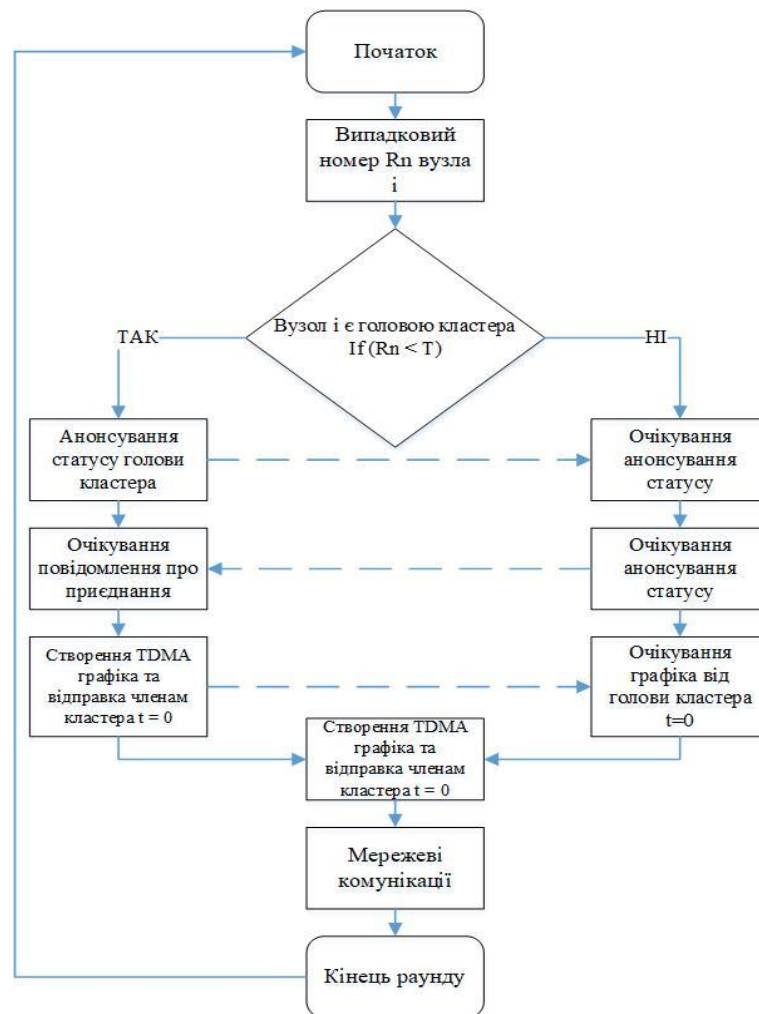 Початок
Випадковий
номер Rn вузла
і
Вузол і є головою кластера
If (Rn < T)
ТАК
НІ
Анонсування
статусу голови
кластера
Очікування
анонсування
статусу
Очікування
повідомлення про
приєднання
Очікування
анонсування
статусу
Створення TDMA
графіка та
відправка членам
кластера t = 0
Очікування
графіка від
голови кластера
t=0
Створення TDMA
графіка та
відправка членам
кластера t = 0
Мережеві
комунікації
Кінець раунду